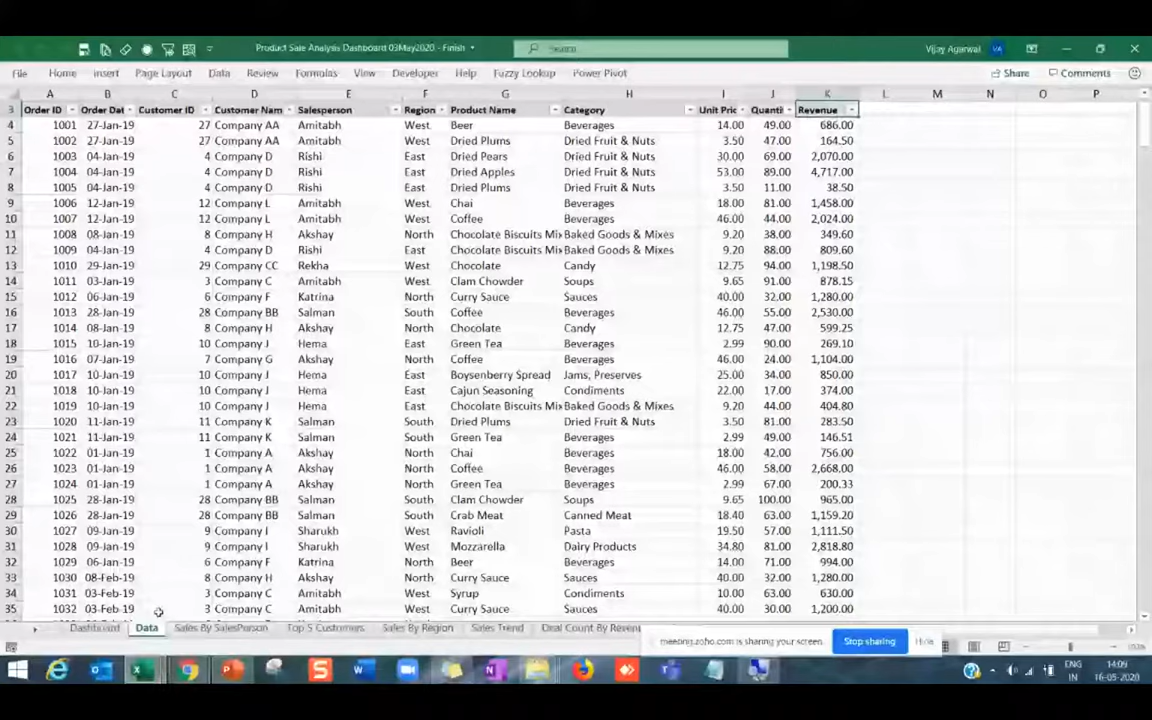 Product Sale Analysis Dashboard 03May2020 - Finish
Search
Vijay Agarwal VA
File Home Insert Page Layout Data Review Formulas View Developer Help Fuzzy Lookup Power Pivot Share Comments
A B C D E F G H I J K L M N O P
3 Order ID Order Dat Customer ID Customer Nam Salesperson Region Product Name Category Unit Pric Quanti Revenue
4 1001 27-Jan-19 27 Company AA Amitabh West Beer Beverages 14.00 49.00 686.00
5 1002 27-Jan-19 27 Company AA Amitabh West Dried Plums Dried Fruit & Nuts 3.50 47.00 164.50
6 1003 04-Jan-19 4 Company D Rishi East Dried Pears Dried Fruit & Nuts 30.00 69.00 2,070.00
7 1004 04-Jan-19 4 Company D Rishi East Dried Apples Dried Fruit & Nuts 53.00 89.00 4,717.00
8 1005 04-Jan-19 4 Company D Rishi East Dried Plums Dried Fruit & Nuts 3.50 11.00 38.50
9 1006 12-Jan-19 12 Company L Amitabh West Chai Beverages 18.00 81.00 1,458.00
10 1007 12-Jan-19 12 Company L Amitabh West Coffee Beverages 46.00 44.00 2,024.00
11 1008 08-Jan-19 8 Company H Akshay North Chocolate Biscuits Mix Baked Goods & Mixes 9.20 38.00 349.60
12 1009 04-Jan-19 4 Company D Rishi East Chocolate Biscuits Mix Baked Goods & Mixes 9.20 88.00 809.60
13 1010 29-Jan-19 29 Company CC Rekha West Chocolate Candy 12.75 94.00 1,198.50
14 1011 03-Jan-19 3 Company C Amitabh West Clam Chowder Soups 9.65 91.00 878.15
15 1012 06-Jan-19 6 Company F Katrina North Curry Sauce Sauces 40.00 32.00 1,280.00
16 1013 28-Jan-19 28 Company BB Salman South Coffee Beverages 46.00 55.00 2,530.00
17 1014 08-Jan-19 8 Company H Akshay North Chocolate Candy 12.75 47.00 599.25
18 1015 10-Jan-19 10 Company J Hema East Green Tea Beverages 2.99 90.00 269.10
19 1016 07-Jan-19 7 Company G Akshay North Coffee Beverages 46.00 24.00 1,104.00
20 1017 10-Jan-19 10 Company J Hema East Boysenberry Spread Jams, Preserves 25.00 34.00 850.00
21 1018 10-Jan-19 10 Company J Hema East Cajun Seasoning Condiments 22.00 17.00 374.00
22 1019 10-Jan-19 10 Company J Hema East Chocolate Biscuits Mix Baked Goods & Mixes 9.20 44.00 404.80
23 1020 11-Jan-19 11 Company K Salman South Dried Plums Dried Fruit & Nuts 3.50 81.00 283.50
24 1021 11-Jan-19 11 Company K Salman South Green Tea Beverages 2.99 49.00 146.51
25 1022 01-Jan-19 1 Company A Akshay North Chai Beverages 18.00 42.00 756.00
26 1023 01-Jan-19 1 Company A Akshay North Coffee Beverages 46.00 58.00 2,668.00
27 1024 01-Jan-19 1 Company A Akshay North Green Tea Beverages 2.99 67.00 200.33
28 1025 28-Jan-19 28 Company BB Salman South Clam Chowder Soups 9.65 100.00 965.00
29 1026 28-Jan-19 28 Company BB Salman South Crab Meat Canned Meat 18.40 63.00 1,159.20
30 1027 09-Jan-19 9 Company I Sharukh West Ravioli Pasta 19.50 57.00 1,111.50
31 1028 09-Jan-19 9 Company I Sharukh West Mozzarella Dairy Products 34.80 81.00 2,818.80
32 1029 06-Jan-19 6 Company F Katrina North Beer Beverages 14.00 71.00 994.00
33 1030 08-Feb-19 8 Company H Akshay North Curry Sauce Sauces 40.00 32.00 1,280.00
34 1031 03-Feb-19 3 Company C Amitabh West Syrup Condiments 10.00 63.00 630.00
35 1032 03-Feb-19 3 Company C Amitabh West Curry Sauce Sauces 40.00 30.00 1,200.00
Dashboard Data Sales By SalesPerson Top 5 Customers Sales By Region Sales Trend Deal Count By Revenu
meeting.zoho.com is sharing your screen. Stop sharing Hide
ENG 14:09
IN 16-05-2020